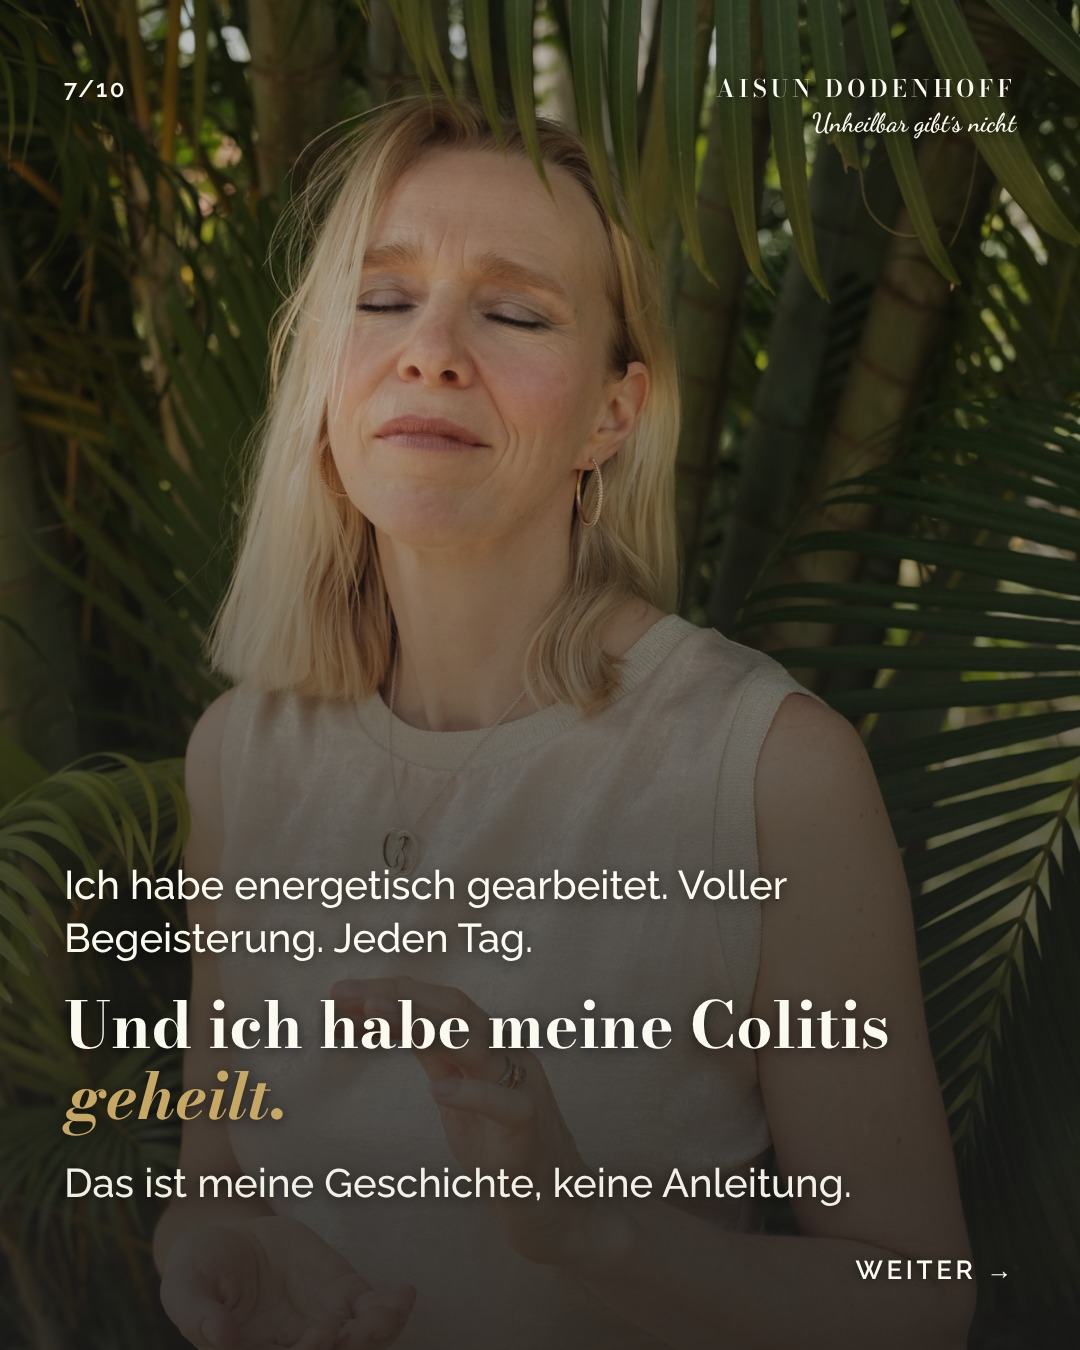 7/10
AISUN DODENHOFF
Unheilbar gibt's nicht
Ich habe energetisch gearbeitet. Voller
Begeisterung. Jeden Tag.
Und ich habe meine Colitis
geheilt.
Das ist meine Geschichte, keine Anleitung.
WEITER →